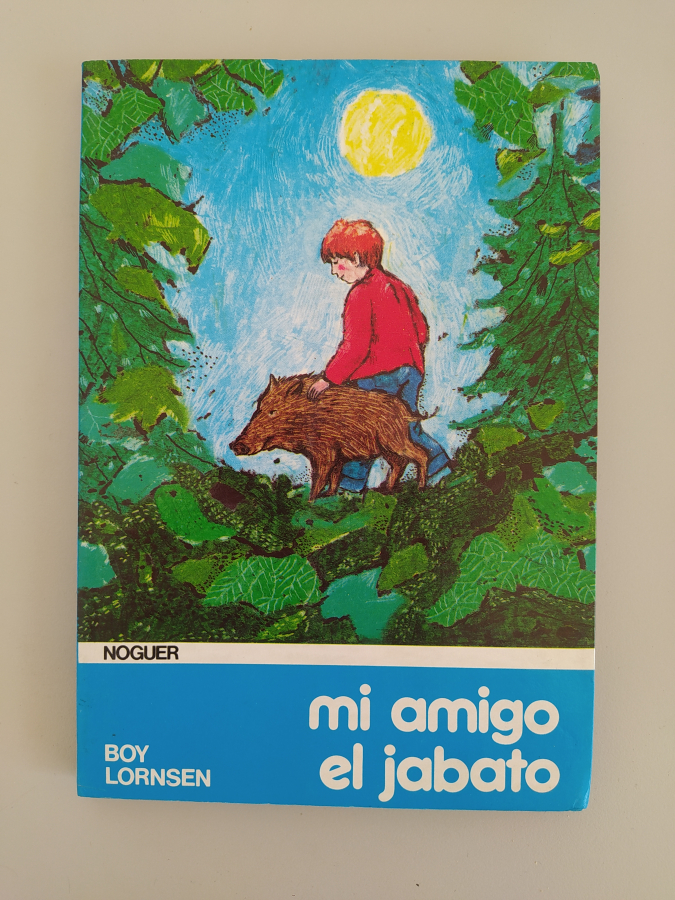 NOGUER
mi amigo
el jabato
BOY
LORNSEN